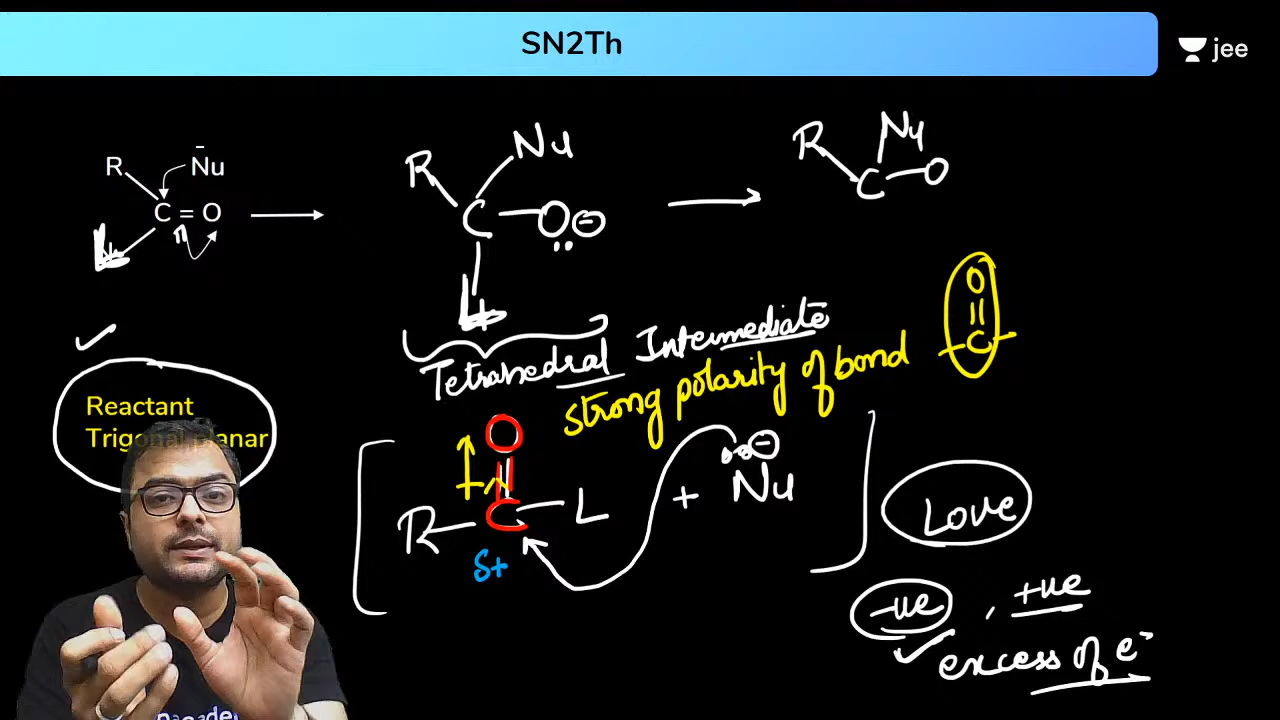 SN2Th
jee
R
Nu
C = O
π
R
Nu
C
O ⊖
R
Nu
C
O
Tetrahedral Intermediate
strong polarity of bond
O
C
Reactant
Trigonal Planar
O
R
C
L
+
Nu ⊖
δ+
Love
-ve , +ve
excess of e-